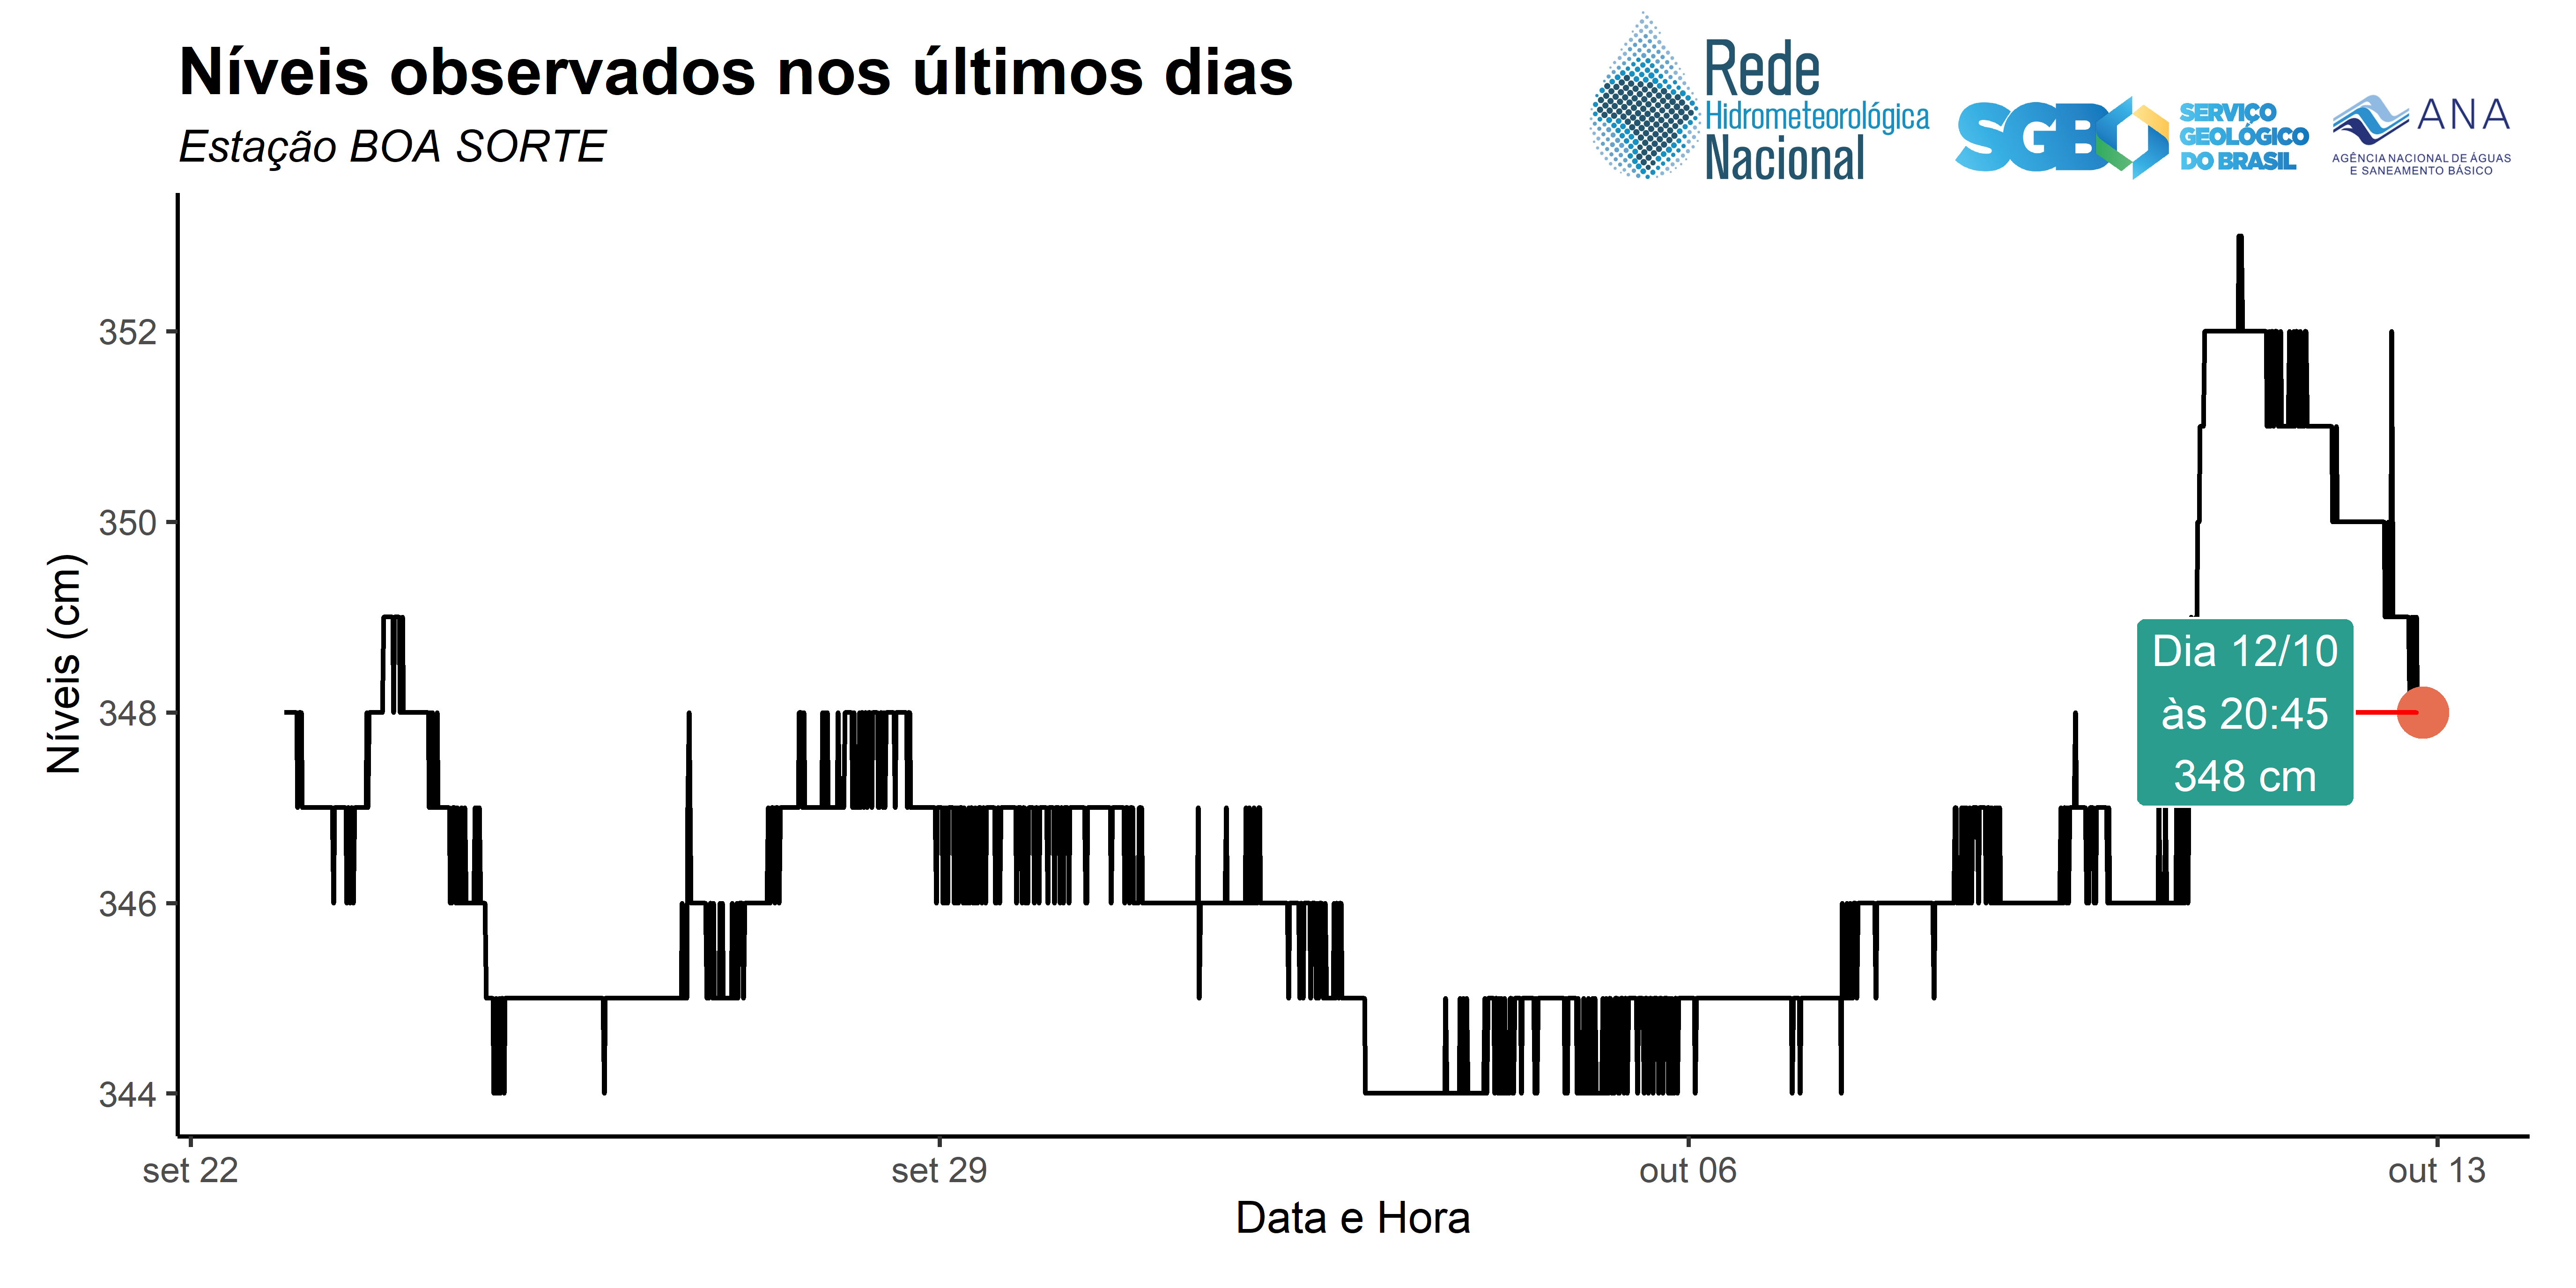 Níveis observados nos últimos dias
Estação BOA SORTE
Rede
Hidrometeorológica
Nacional
SGB
SERVIÇO
GEOLÓGICO
DO BRASIL
ANA
AGÊNCIA NACIONAL DE ÁGUAS
E SANEAMENTO BÁSICO
Níveis (cm)
352
350
348
346
344
Dia 12/10
às 20:45
348 cm
set 22
set 29
out 06
out 13
Data e Hora